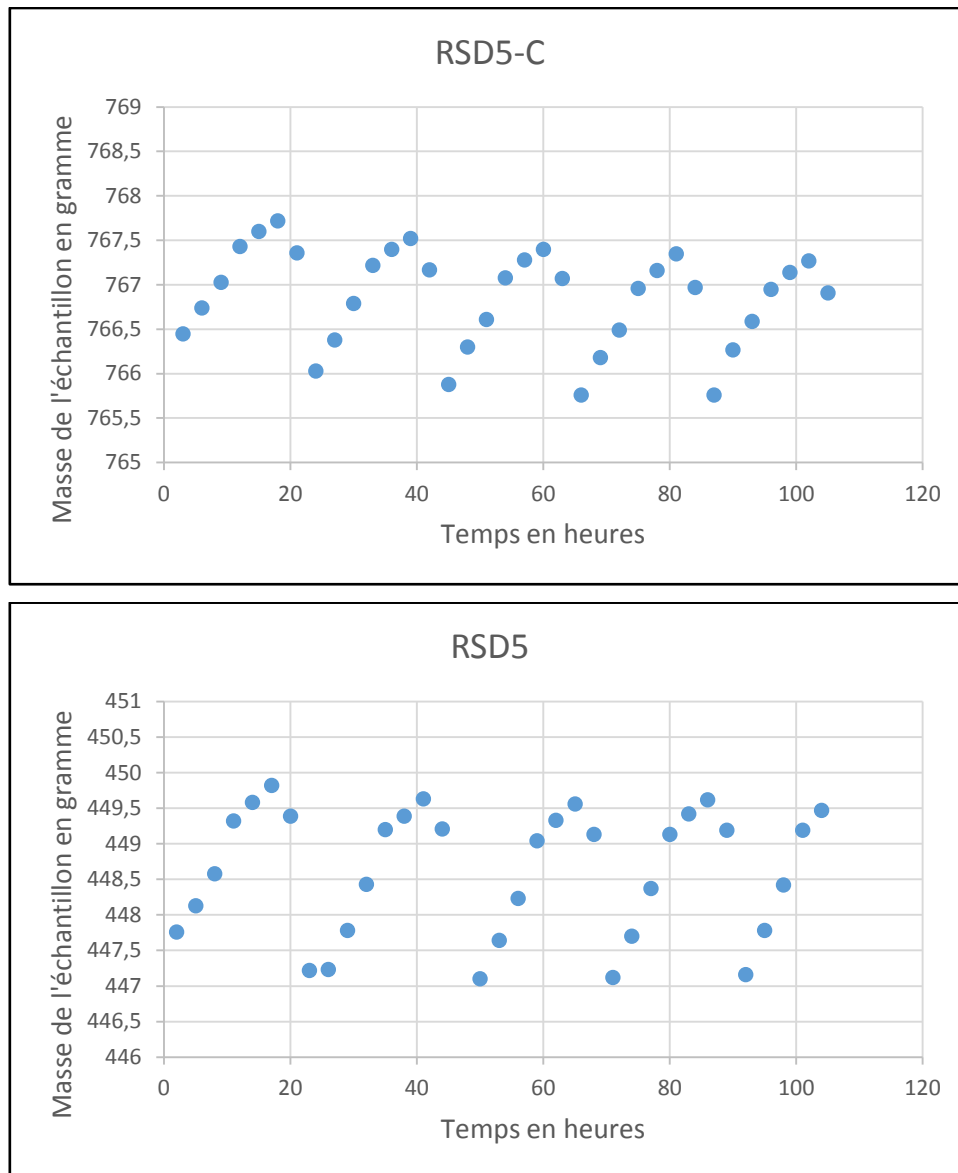 RSD5-C
Masse de l'échantillon en gramme
769
768,5
768
767,5
767
766,5
766
765,5
765
0 20 40 60 80 100 120
Temps en heures
RSD5
Masse de l'échantillon en gramme
451
450,5
450
449,5
449
448,5
448
447,5
447
446,5
446
0 20 40 60 80 100 120
Temps en heures